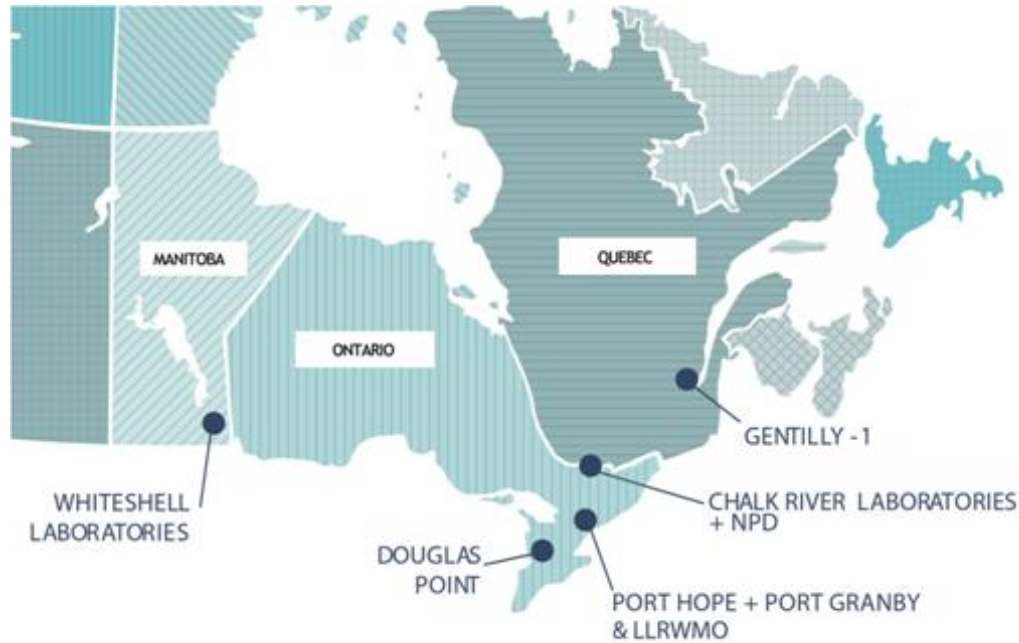 MANITOBA
QUEBEC
ONTARIO
GENTILLY - 1
WHITESHELL
LABORATORIES
CHALK RIVER LABORATORIES
+ NPD
DOUGLAS
POINT
PORT HOPE + PORT GRANBY
& LLRWMO